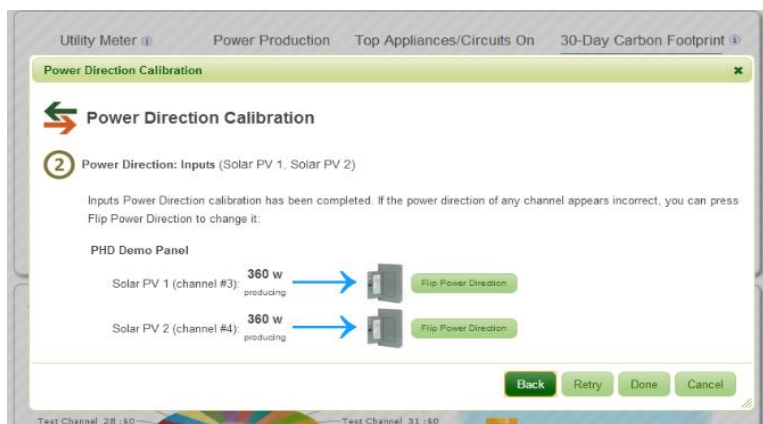 Utility Meter Power Production Top Appliances/Circuits On 30-Day Carbon Footprint
Power Direction Calibration
Power Direction Calibration
2 Power Direction: Inputs (Solar PV 1, Solar PV 2)
Inputs Power Direction calibration has been completed. If the power direction of any channel appears incorrect, you can press
Flip Power Direction to change it:
PHD Demo Panel
Solar PV 1 (channel #3): 360 w producing Flip Power Direction
Solar PV 2 (channel #4): 360 w producing Flip Power Direction
Back Retry Done Cancel
Test Channel 28 :$0 Test Channel 31 :$0